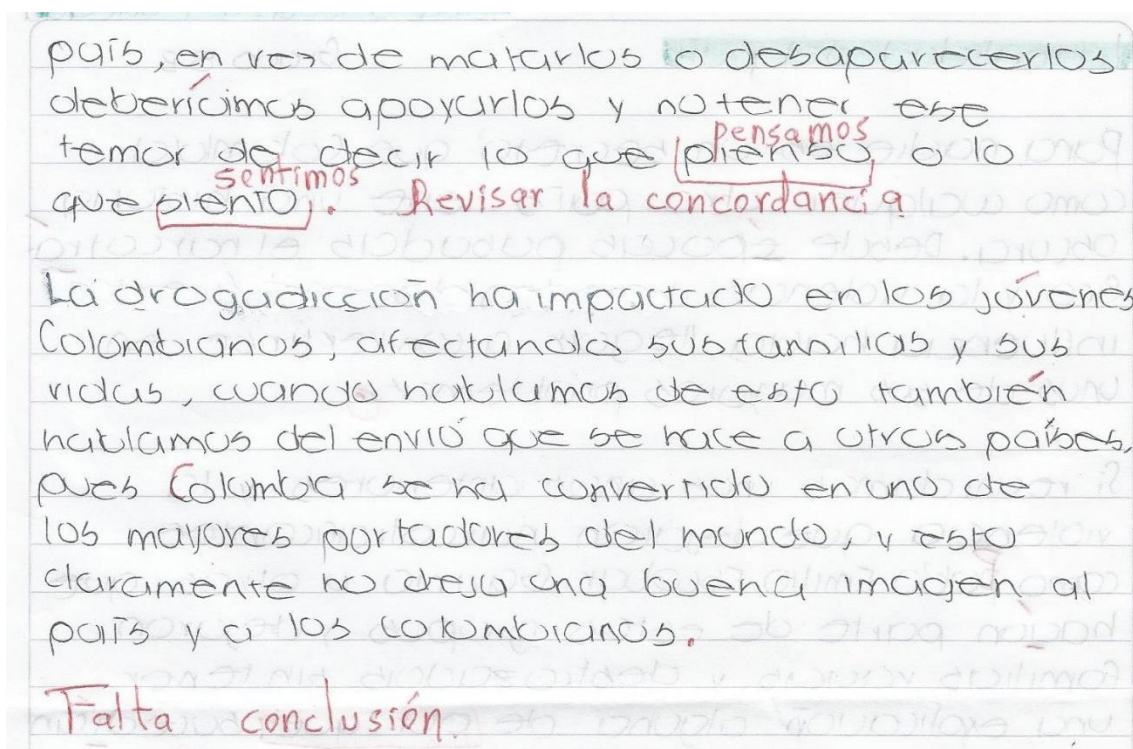 país, en vez de matarlos o desaparecerlos
deberíamos apoyarlos y no tener ese
pensamos
temor de decir lo que pienso o lo
sentimos
que siento. Revisar la concordancia
La drogadicción ha impactado en los jóvenes
Colombianos, afectando sus familias y sus
vidas, cuando hablamos de esto también
hablamos del envió que se hace a otros países,
pues Colombia se ha convertido en uno de
los mayores portadores del mundo, y esto
claramente no deja una buena imagen al
país y a los colombianos.
Falta conclusión.